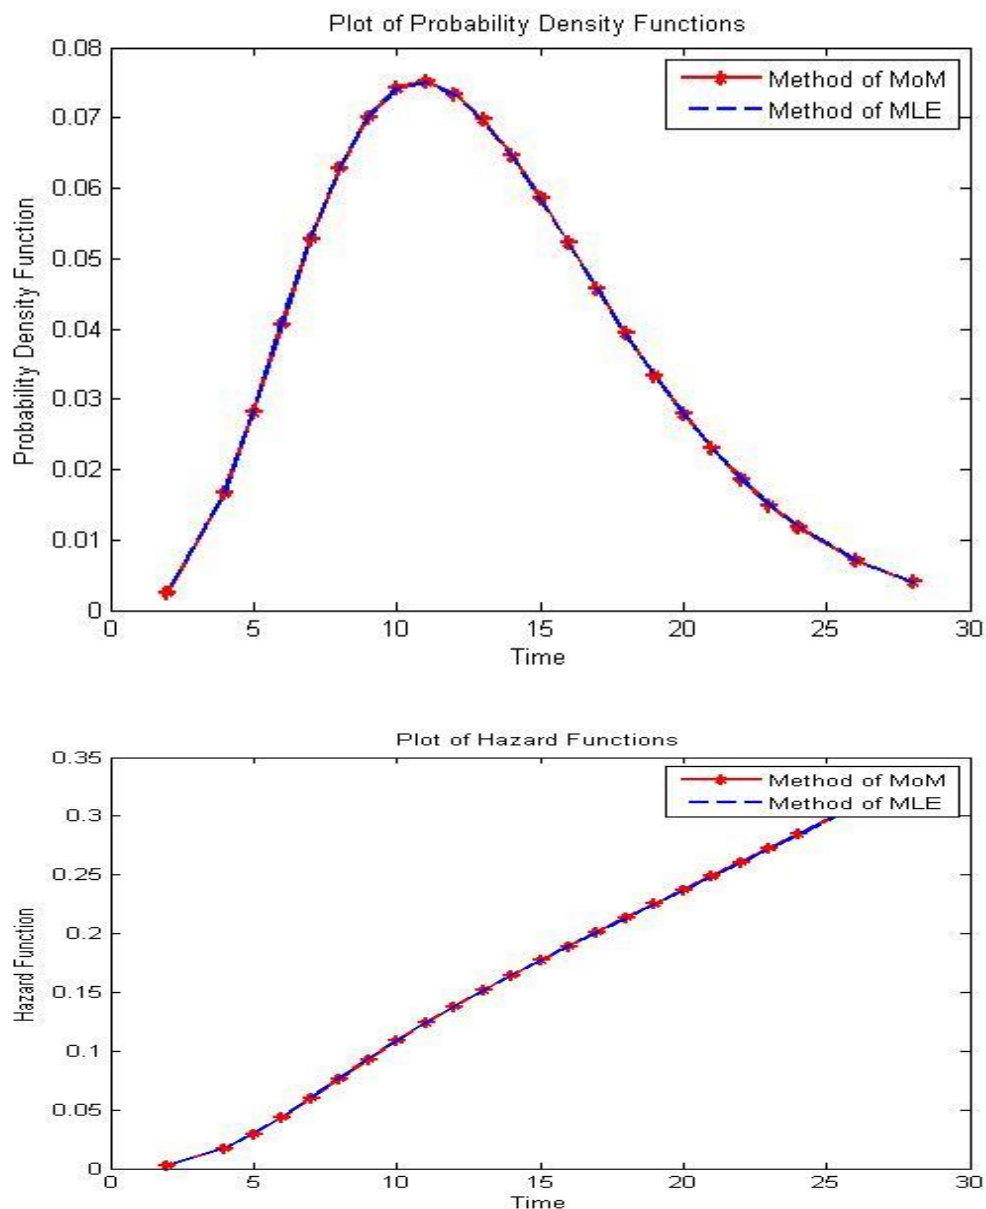 Plot of Probability Density Functions
0.08
0.07
0.06
0.05
0.04
0.03
0.02
0.01
0
Probability Density Function
Method of MoM
Method of MLE
0 5 10 15 20 25 30
Time
Plot of Hazard Functions
0.35
0.3
0.25
0.2
0.15
0.1
0.05
0
Hazard Function
Method of MoM
Method of MLE
0 5 10 15 20 25 30
Time